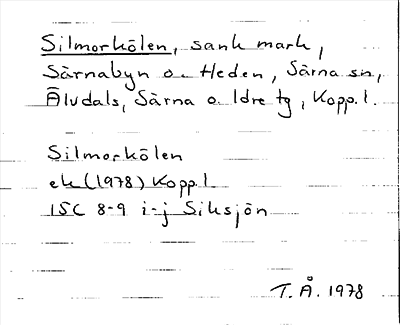 Silmorkölen, sank mark,
Särnabyn o. Heden, Särna sn,
Älvdals, Särna o. Idre tg, Kopp. l.
Silmorkölen
ek (1978) Kopp. l
15C 8-9 i-j Siksjön
T. Å. 1978